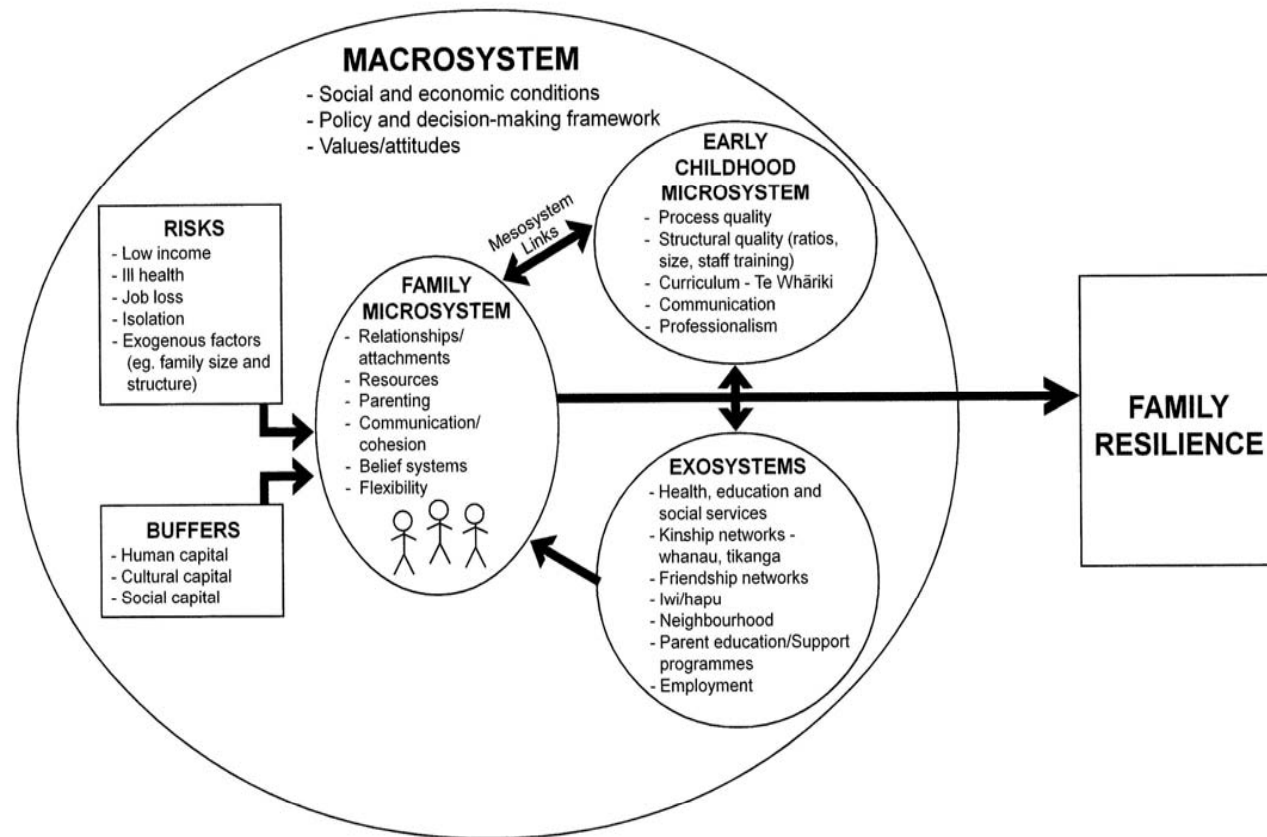 MACROSYSTEM
- Social and economic conditions
- Policy and decision-making framework
- Values/attitudes
RISKS
- Low income
- Ill health
- Job loss
- Isolation
- Exogenous factors
(eg. family size and
structure)
BUFFERS
- Human capital
- Cultural capital
- Social capital
FAMILY
MICROSYSTEM
- Relationships/
attachments
- Resources
- Parenting
- Communication/
cohesion
- Belief systems
- Flexibility
Mesosystem
Links
EARLY
CHILDHOOD
MICROSYSTEM
- Process quality
- Structural quality (ratios,
size, staff training)
- Curriculum - Te Whāriki
- Communication
- Professionalism
EXOSYSTEMS
- Health, education and
social services
- Kinship networks -
whanau, tikanga
- Friendship networks
- Iwi/hapu
- Neighbourhood
- Parent education/Support
programmes
- Employment
FAMILY
RESILIENCE